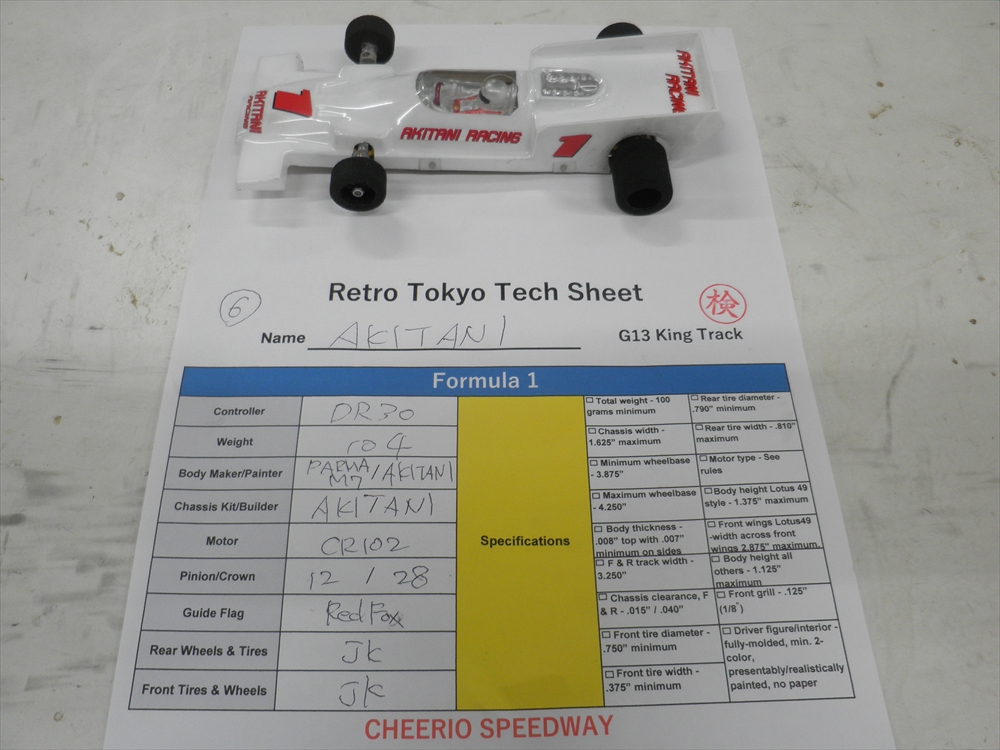 AKITANI RACING
1
AKITANI RACING
1
AKITANI RACING
Retro Tokyo Tech Sheet
6
検
Name AKITANI
G13 King Track
Formula 1
Controller DR30
Weight 104
Body Maker/Painter PARMA M7/AKITANI
Chassis Kit/Builder AKITANI
Motor CR102
Pinion/Crown 12 / 28
Guide Flag Red Fox
Rear Wheels & Tires Jk
Front Tires & Wheels Jk
Specifications
Total weight - 100
grams minimum
Chassis width -
1.625" maximum
Minimum wheelbase
- 3.875"
Maximum wheelbase
- 4.250"
Body thickness -
.008" top with .007"
minimum on sides
F & R track width -
3.250"
Chassis clearance, F
& R - .015" / .040"
Front tire diameter -
.750" minimum
Front tire width -
.375" minimum
Rear tire diameter -
.790" minimum
Rear tire width - .810"
maximum
Motor type - See
rules
Body height Lotus 49
style - 1.375" maximum
Front wings Lotus49
-width across front
wings 2.875" maximum.
Body height all
others - 1.125"
maximum
Front grill - .125"
(1/8")
Driver figure/interior -
fully-molded, min. 2-
color,
presentably/realistically
painted, no paper
CHEERIO SPEEDWAY